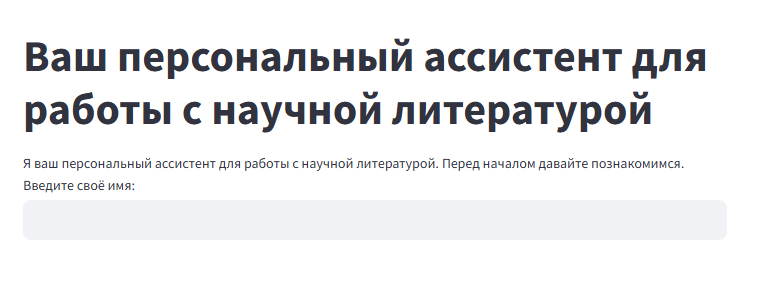 Ваш персональный ассистент для
работы с научной литературой
Я ваш персональный ассистент для работы с научной литературой. Перед началом давайте познакомимся.
Введите своё имя: